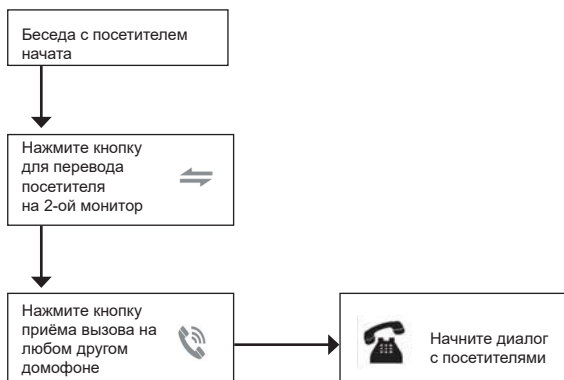 Беседа с посетителем
начата
Нажмите кнопку
для перевода
посетителя
на 2-ой монитор
Нажмите кнопку
приёма вызова на
любом другом
домофоне
Начните диалог
с посетителями